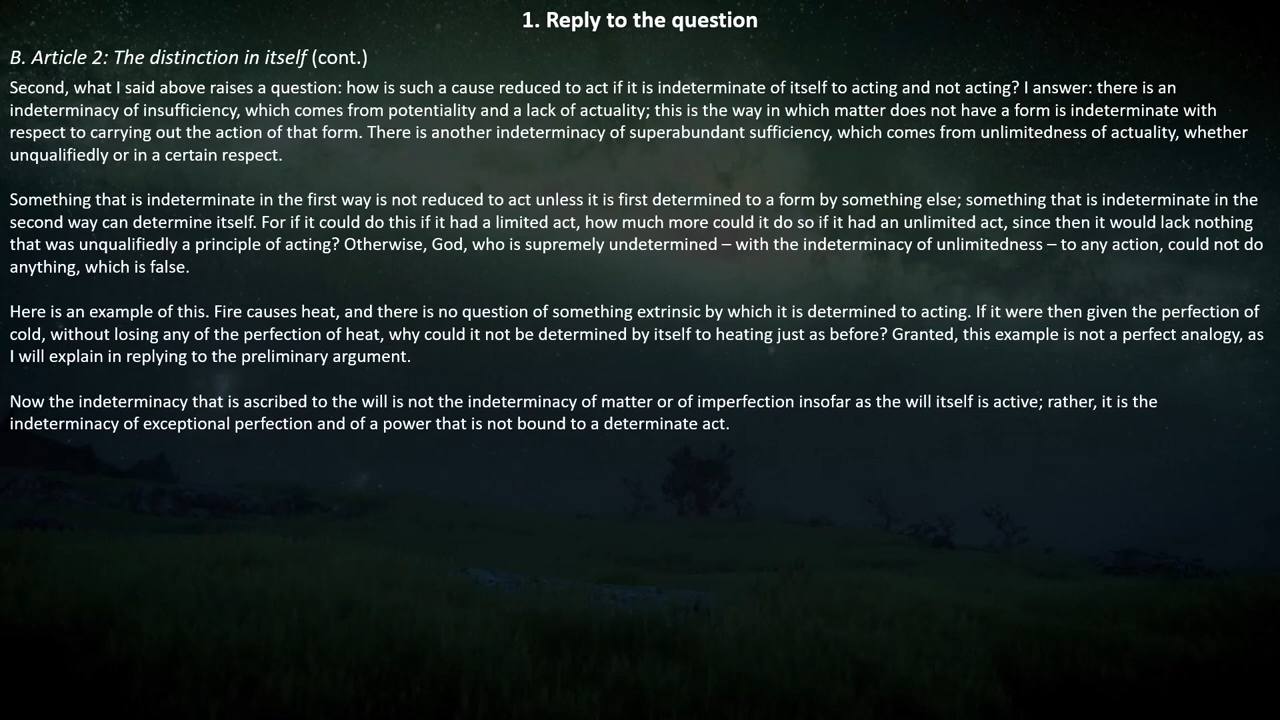 1. Reply to the question
B. Article 2: The distinction in itself (cont.)
Second, what I said above raises a question: how is such a cause reduced to act if it is indeterminate of itself to acting and not acting? I answer: there is an
indeterminacy of insufficiency, which comes from potentiality and a lack of actuality; this is the way in which matter does not have a form is indeterminate with
respect to carrying out the action of that form. There is another indeterminacy of superabundant sufficiency, which comes from unlimitedness of actuality, whether
unqualifiedly or in a certain respect.
Something that is indeterminate in the first way is not reduced to act unless it is first determined to a form by something else; something that is indeterminate in the
second way can determine itself. For if it could do this if it had a limited act, how much more could it do so if it had an unlimited act, since then it would lack nothing
that was unqualifiedly a principle of acting? Otherwise, God, who is supremely undetermined – with the indeterminacy of unlimitedness – to any action, could not do
anything, which is false.
Here is an example of this. Fire causes heat, and there is no question of something extrinsic by which it is determined to acting. If it were then given the perfection of
cold, without losing any of the perfection of heat, why could it not be determined by itself to heating just as before? Granted, this example is not a perfect analogy, as
I will explain in replying to the preliminary argument.
Now the indeterminacy that is ascribed to the will is not the indeterminacy of matter or of imperfection insofar as the will itself is active; rather, it is the
indeterminacy of exceptional perfection and of a power that is not bound to a determinate act.